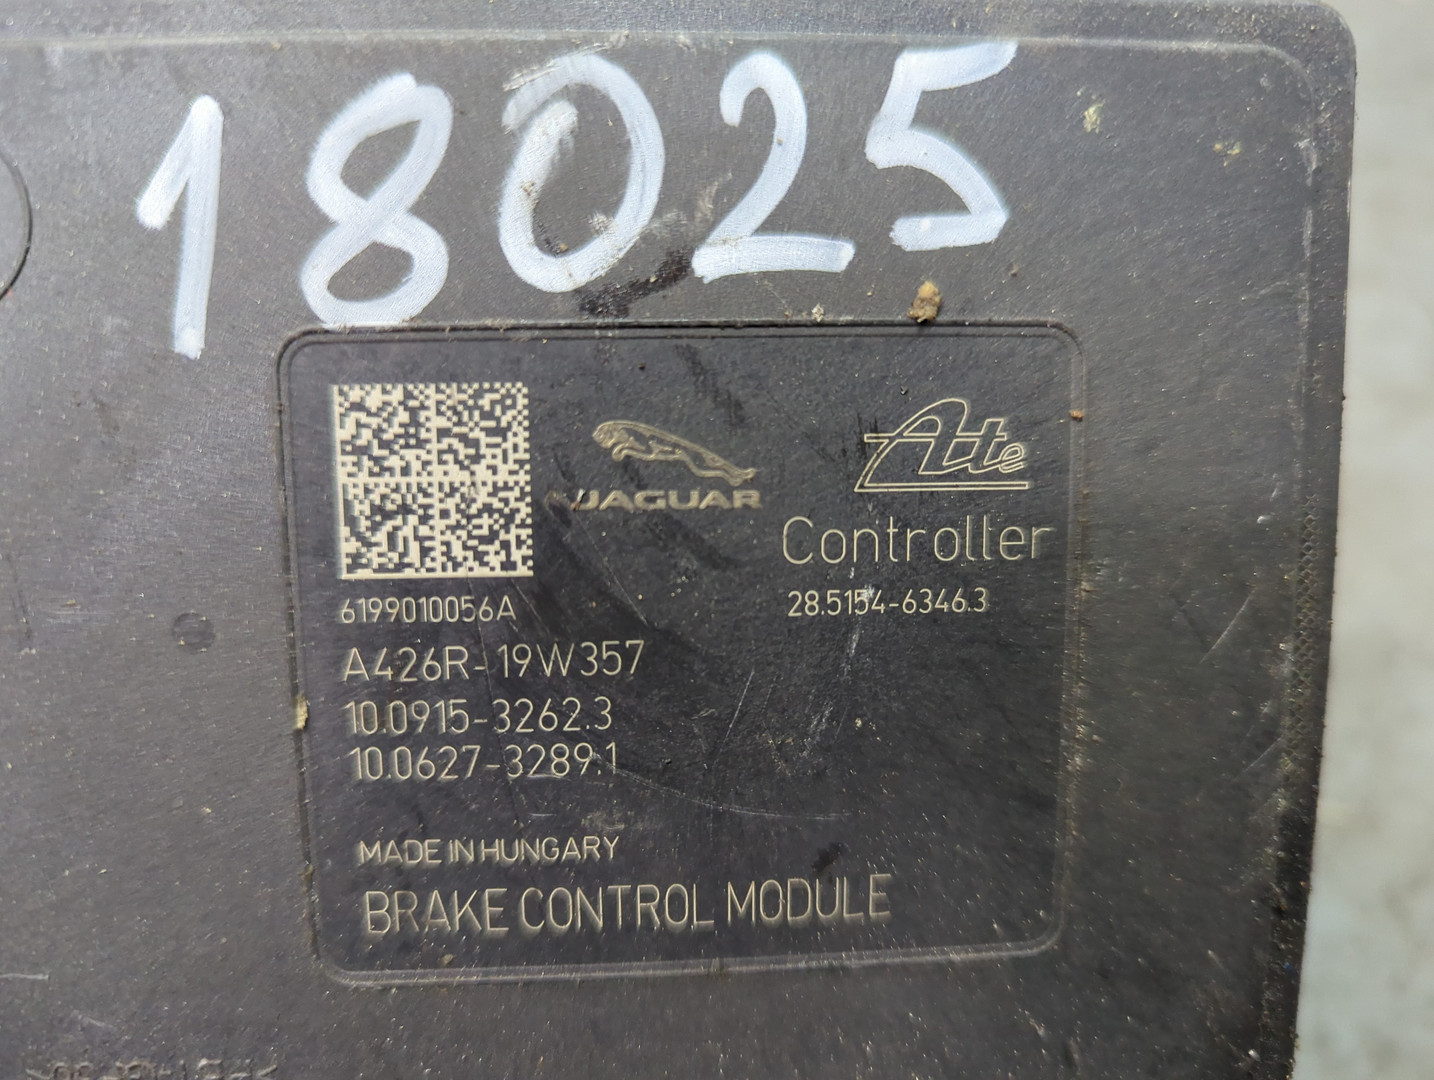 18025
JAGUAR
Ate
Controller
6199010056A
28.5154-6346.3
A426R-19W357
10.0915-3262.3
10.0627-3289.1
MADE IN HUNGARY
BRAKE CONTROL MODULE